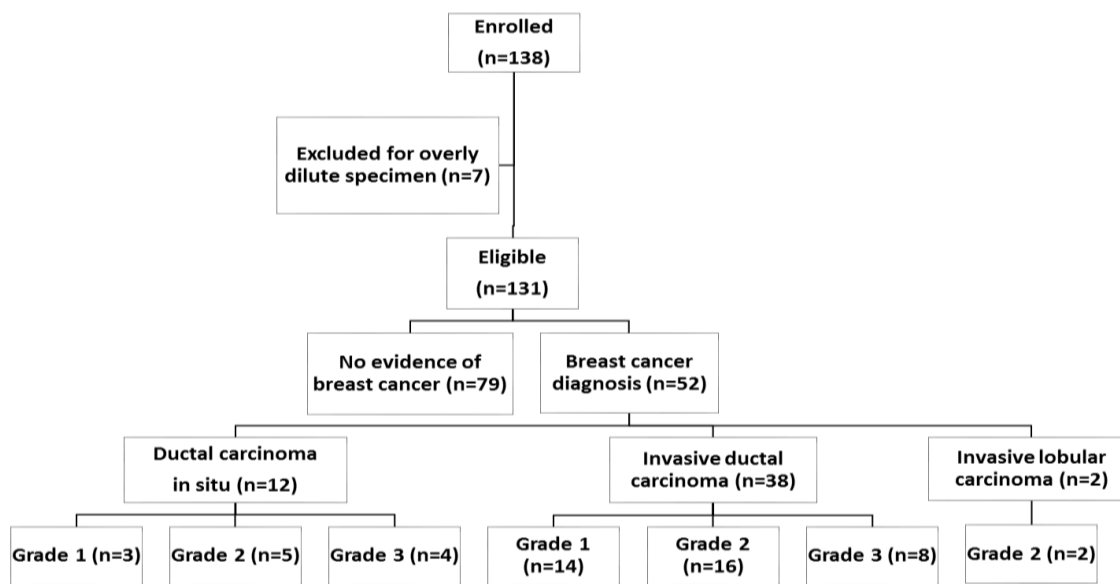 Enrolled
(n=138)
Excluded for overly
dilute specimen (n=7)
Eligible
(n=131)
No evidence of
breast cancer (n=79)
Breast cancer
diagnosis (n=52)
Ductal carcinoma
in situ (n=12)
Invasive ductal
carcinoma (n=38)
Invasive lobular
carcinoma (n=2)
Grade 1 (n=3)
Grade 2 (n=5)
Grade 3 (n=4)
Grade 1
(n=14)
Grade 2
(n=16)
Grade 3 (n=8)
Grade 2 (n=2)